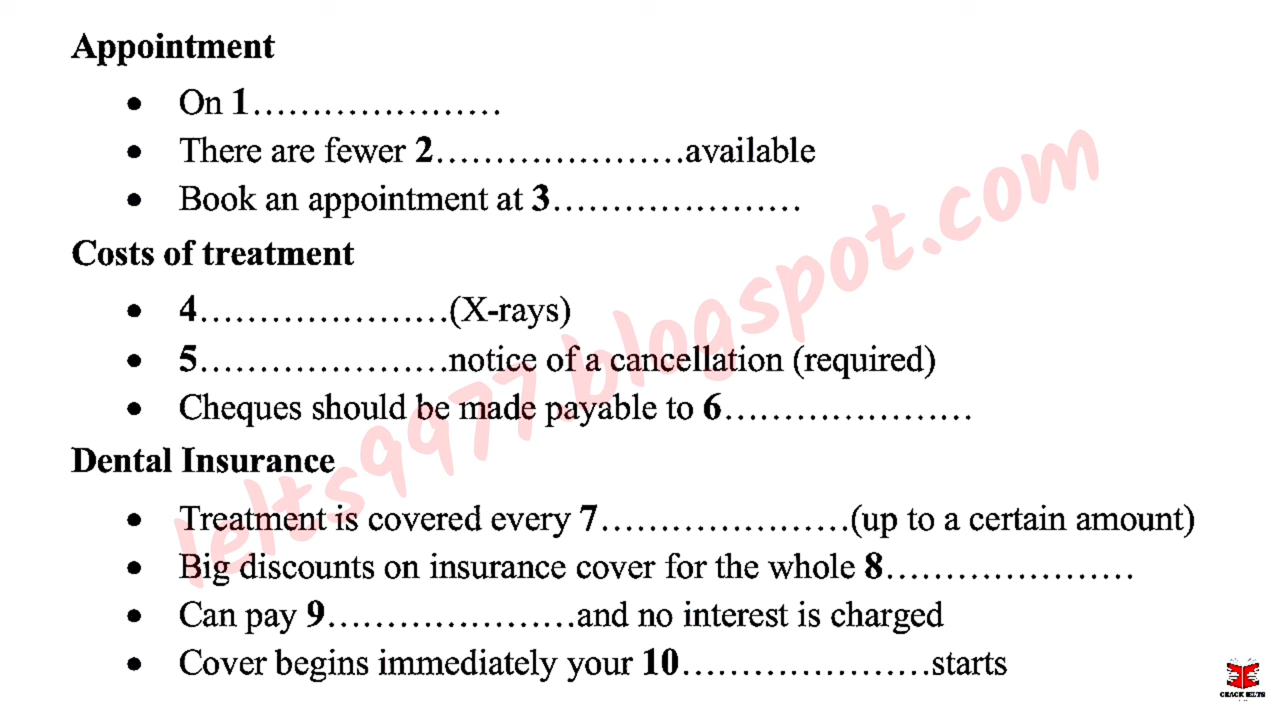 Appointment
• On 1.....................
• There are fewer 2.....................available
• Book an appointment at 3.....................
Costs of treatment
• 4.....................(X-rays)
• 5.....................notice of a cancellation (required)
• Cheques should be made payable to 6.....................
Dental Insurance
• Treatment is covered every 7.....................(up to a certain amount)
• Big discounts on insurance cover for the whole 8.....................
• Can pay 9.....................and no interest is charged
• Cover begins immediately your 10.....................starts
Ielts9977.blogspot.com
CRACK IELTS